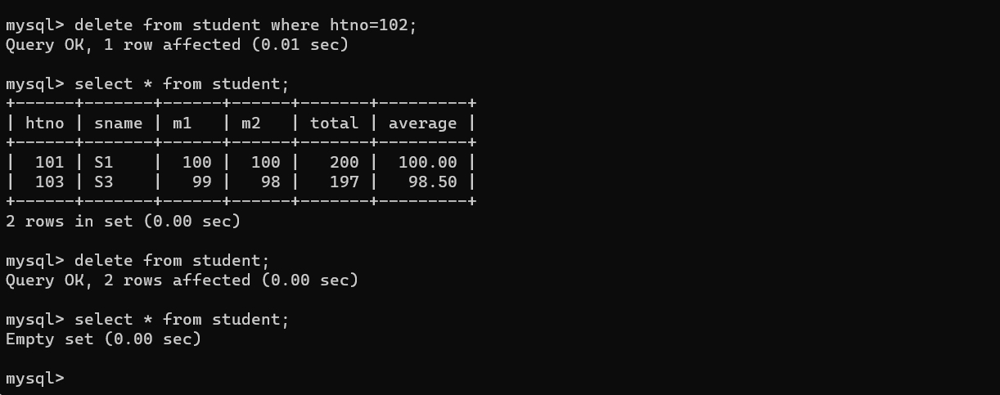 mysql> delete from student where htno=102;
Query OK, 1 row affected (0.01 sec)
mysql> select * from student;
+------+-------+------+------+-------+---------+
| htno | sname | m1   | m2   | total | average |
+------+-------+------+------+-------+---------+
|  101 | S1    |  100 |  100 |   200 |  100.00 |
|  103 | S3    |   99 |   98 |   197 |   98.50 |
+------+-------+------+------+-------+---------+
2 rows in set (0.00 sec)
mysql> delete from student;
Query OK, 2 rows affected (0.00 sec)
mysql> select * from student;
Empty set (0.00 sec)
mysql>